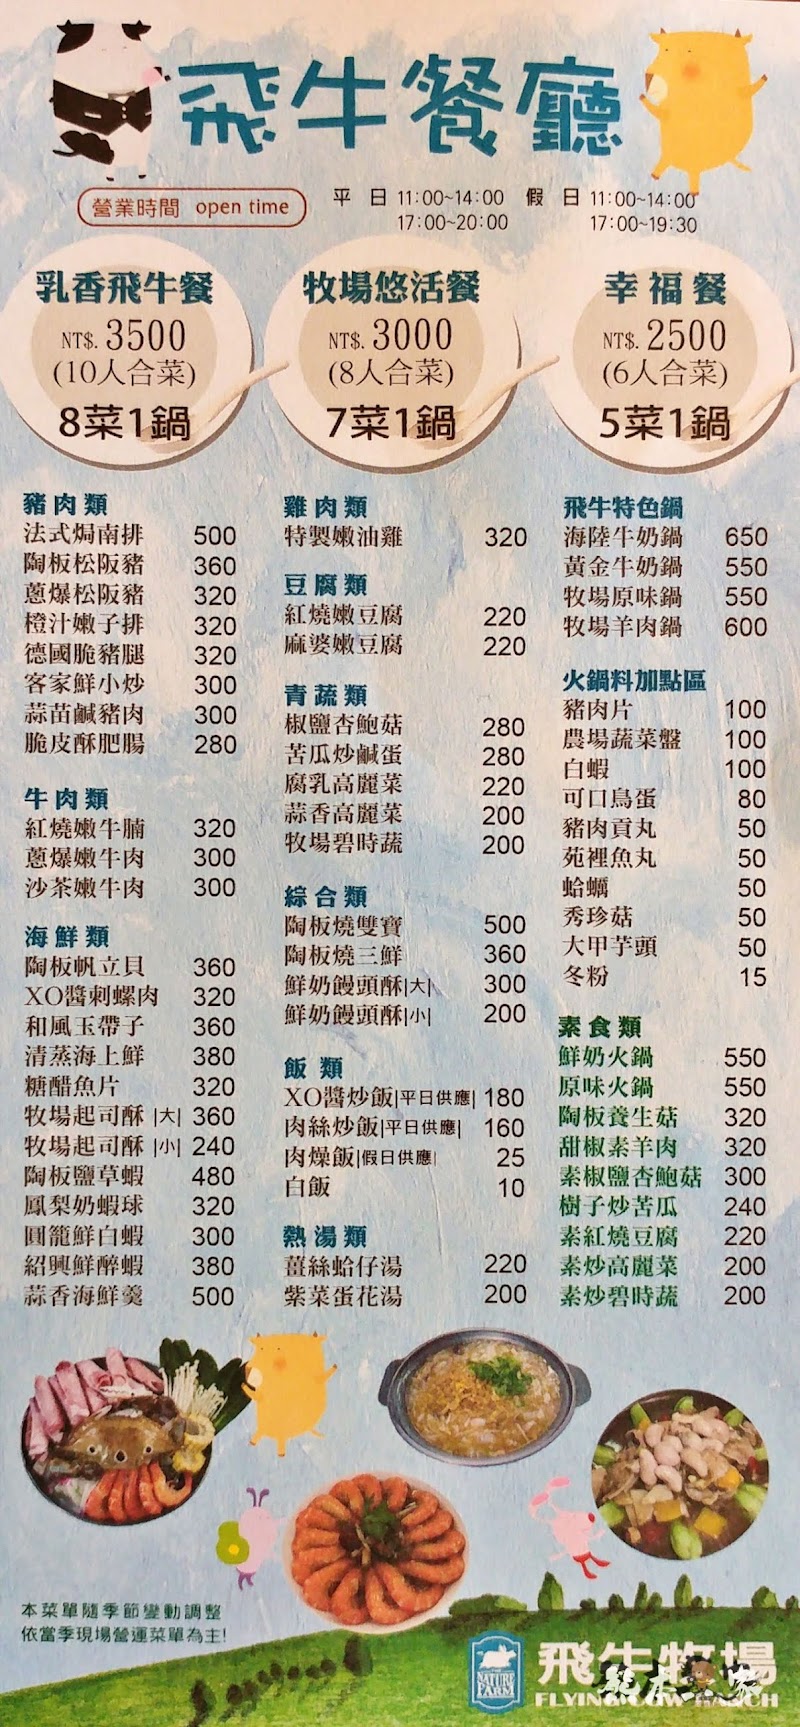 飛牛餐廳
營業時間 open time
平日 11:00~14:00 假日 11:00~14:00
17:00~20:00 17:00~19:30
乳香飛牛餐
NT$. 3500
(10人合菜)
8菜1鍋
牧場悠活餐
NT$. 3000
(8人合菜)
7菜1鍋
幸福餐
NT$. 2500
(6人合菜)
5菜1鍋
豬肉類
法式焗南排 500
陶板松阪豬 360
蔥爆松阪豬 320
橙汁嫩子排 320
德國脆豬腿 320
客家鮮小炒 300
蒜苗鹹豬肉 300
脆皮酥肥腸 280
牛肉類
紅燒嫩牛腩 320
蔥爆嫩牛肉 300
沙茶嫩牛肉 300
海鮮類
陶板帆立貝 360
XO醬刺螺肉 320
和風玉帶子 360
清蒸海上鮮 380
糖醋魚片 320
牧場起司酥|大| 360
牧場起司酥|小| 240
陶板鹽草蝦 480
鳳梨奶蝦球 320
圓籠鮮白蝦 300
紹興鮮醉蝦 380
蒜香海鮮羹 500
雞肉類
特製嫩油雞 320
豆腐類
紅燒嫩豆腐 220
麻婆嫩豆腐 220
青蔬類
椒鹽杏鮑菇 280
苦瓜炒鹹蛋 280
腐乳高麗菜 220
蒜香高麗菜 200
牧場碧時蔬 200
綜合類
陶板燒雙寶 500
陶板燒三鮮 360
鮮奶饅頭酥|大| 300
鮮奶饅頭酥|小| 200
飯類
XO醬炒飯|平日供應| 180
肉絲炒飯|平日供應| 160
肉燥飯|假日供應| 25
白飯 10
熱湯類
薑絲蛤仔湯 220
紫菜蛋花湯 200
飛牛特色鍋
海陸牛奶鍋 650
黃金牛奶鍋 550
牧場原味鍋 550
牧場羊肉鍋 600
火鍋料加點區
豬肉片 100
農場蔬菜盤 100
白蝦 100
可口鳥蛋 80
豬肉貢丸 50
苑裡魚丸 50
蛤蠣 50
秀珍菇 50
大甲芋頭 50
冬粉 15
素食類
鮮奶火鍋 550
原味火鍋 550
陶板養生菇 320
甜椒素羊肉 320
素椒鹽杏鮑菇 300
樹子炒苦瓜 240
素紅燒豆腐 220
素炒高麗菜 200
素炒碧時蔬 200
本菜單隨季節變動調整
依當季現場營運菜單為主!
THE NATURE FARM
飛牛牧場
FLYING COW RANCH